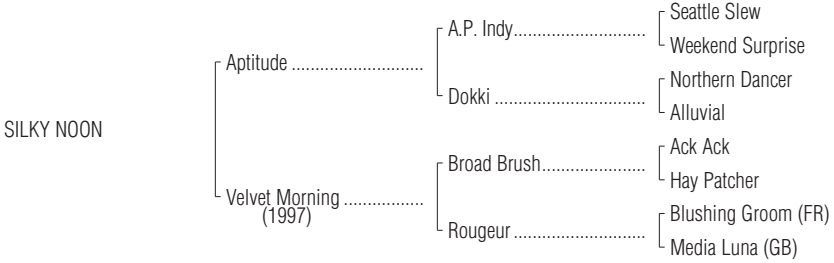 Seattle Slew
A.P. Indy..............................
Weekend Surprise
Aptitude ............................
Northern Dancer
Dokki ................................
Alluvial
SILKY NOON
Ack Ack
Broad Brush......................
Hay Patcher
Velvet Morning .................
(1997)
Blushing Groom (FR)
Rougeur............................
Media Luna (GB)